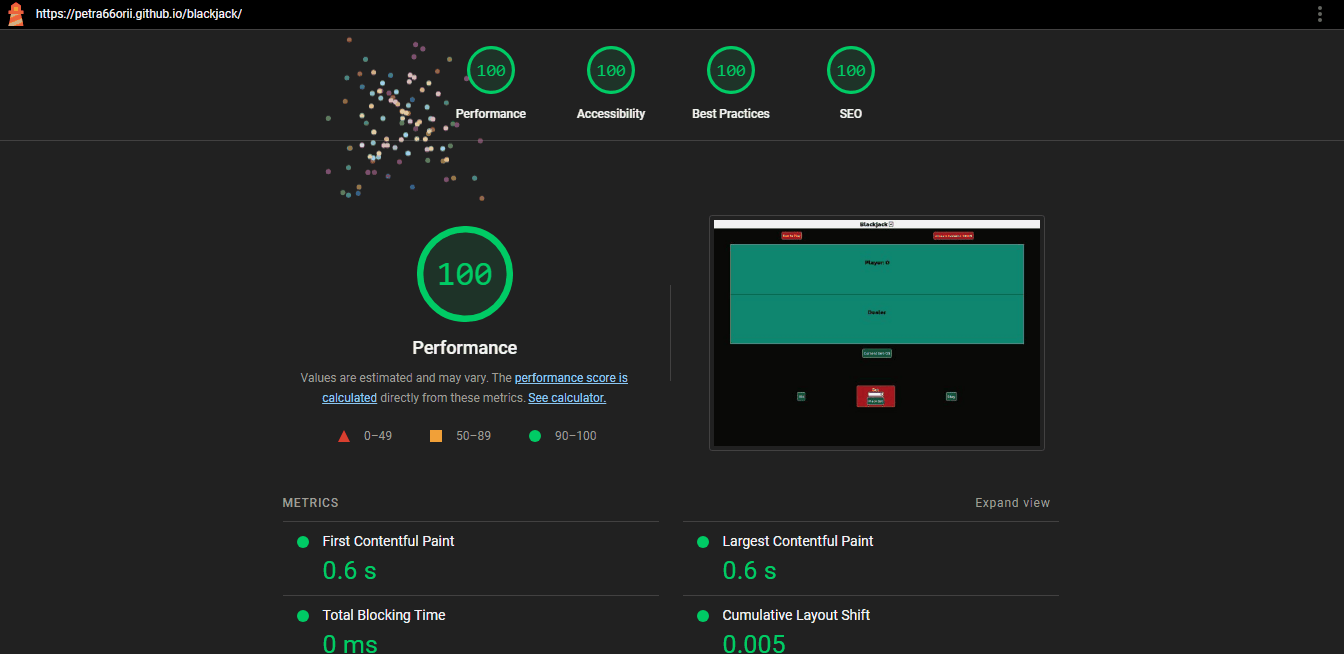 https://petra66orii.github.io/blackjack/
100 100 100 100
Performance Accessibility Best Practices SEO
100
Performance
Values are estimated and may vary. The performance score is
calculated directly from these metrics. See calculator.
0–49 50–89 90–100
Blackjack
Player: 0
Dealer
METRICS Expand view
First Contentful Paint Largest Contentful Paint
0.6 s 0.6 s
Total Blocking Time Cumulative Layout Shift
0 ms 0.005